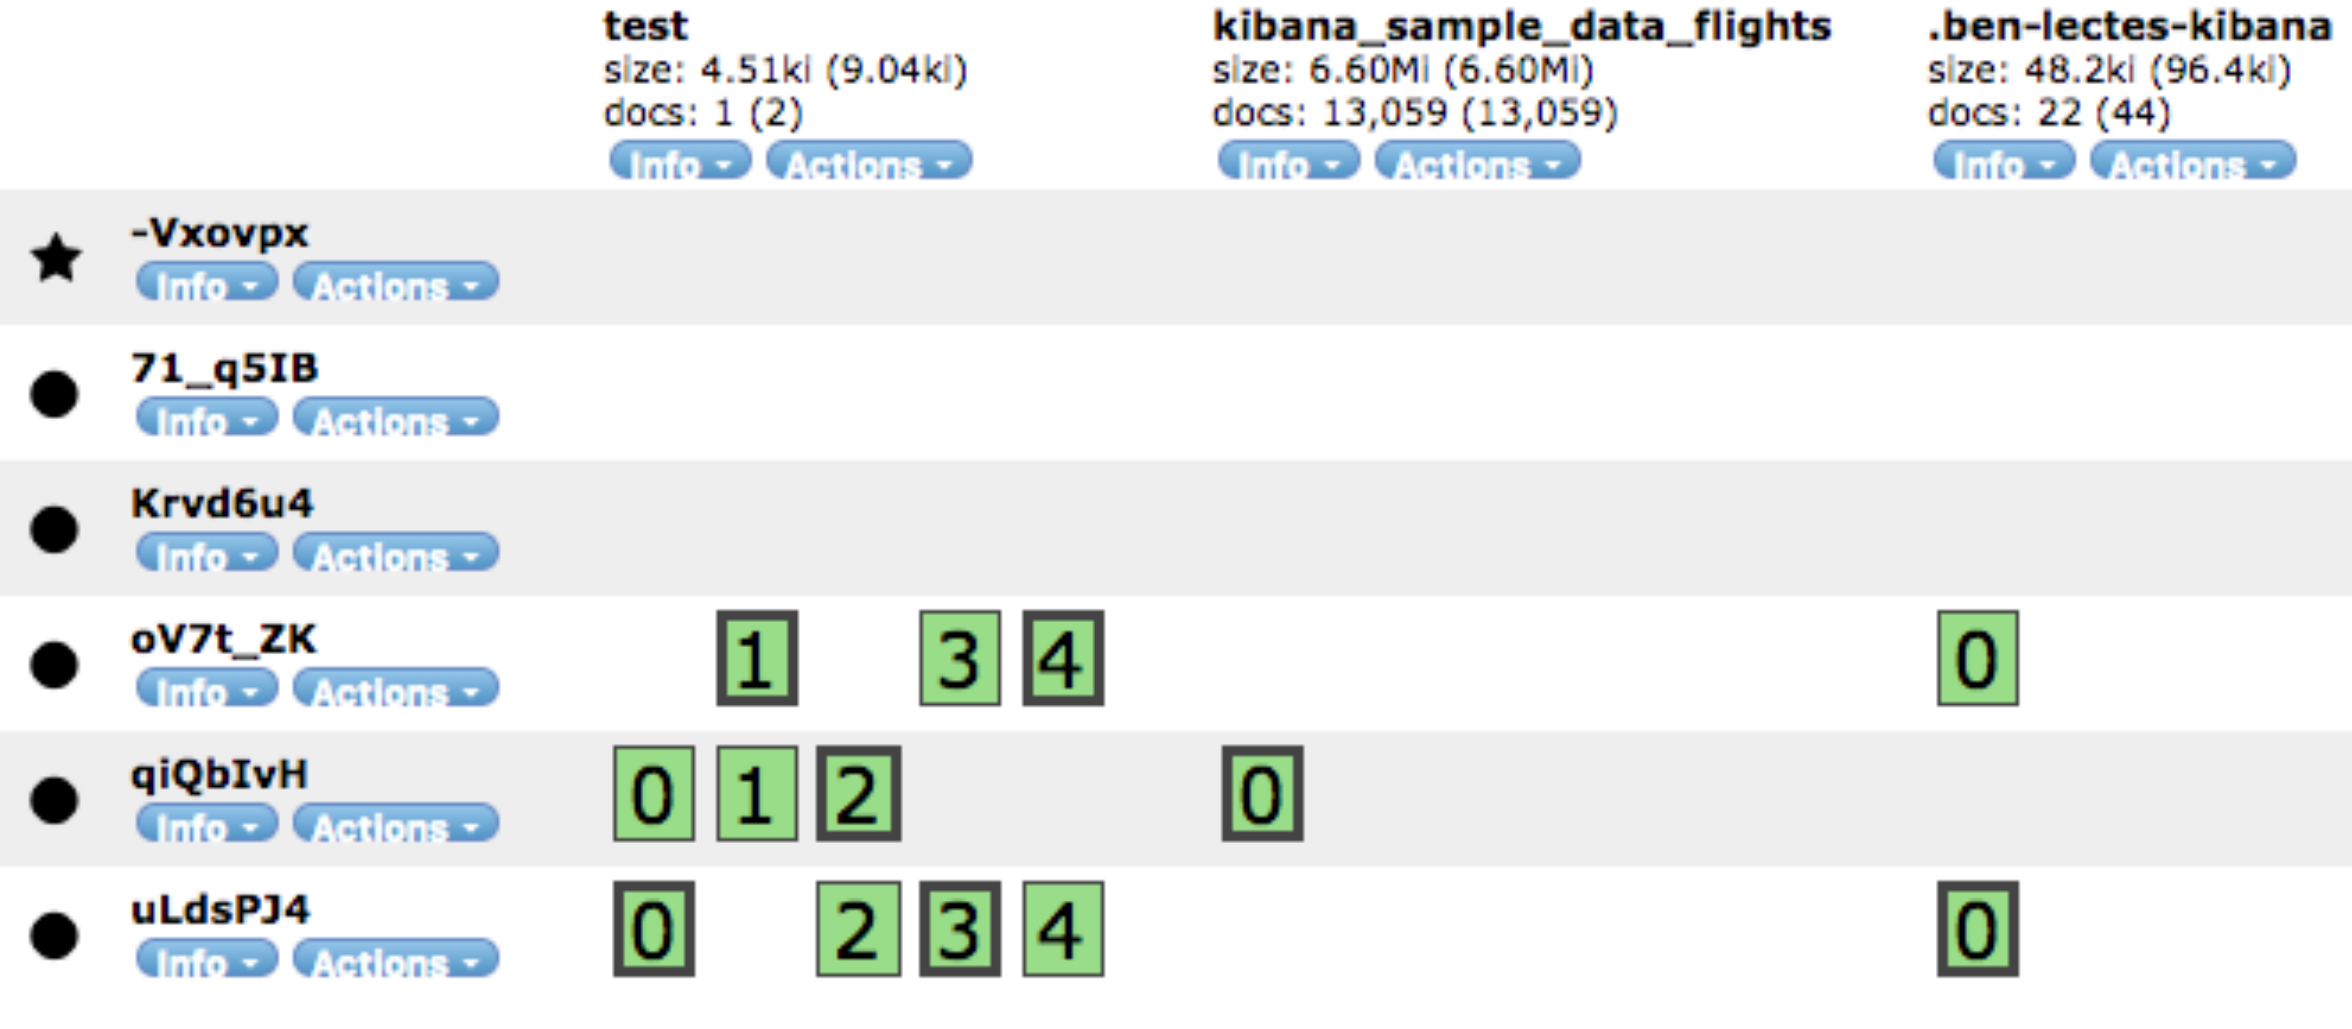 test kibana_sample_data_flights .ben-lectes-kibana
size: 4.51ki (9.04ki) size: 6.60Mi (6.60Mi) size: 48.2ki (96.4ki)
docs: 1 (2) docs: 13,059 (13,059) docs: 22 (44)
Info Actions Info Actions Info Actions
-Vxovpx
Info Actions
71_q5IB
Info Actions
Krvd6u4
Info Actions
oV7t_ZK
Info Actions
1 3 4 0
qiQbIvH
Info Actions
0 1 2 0
uLdsPJ4
Info Actions
0 2 3 4 0